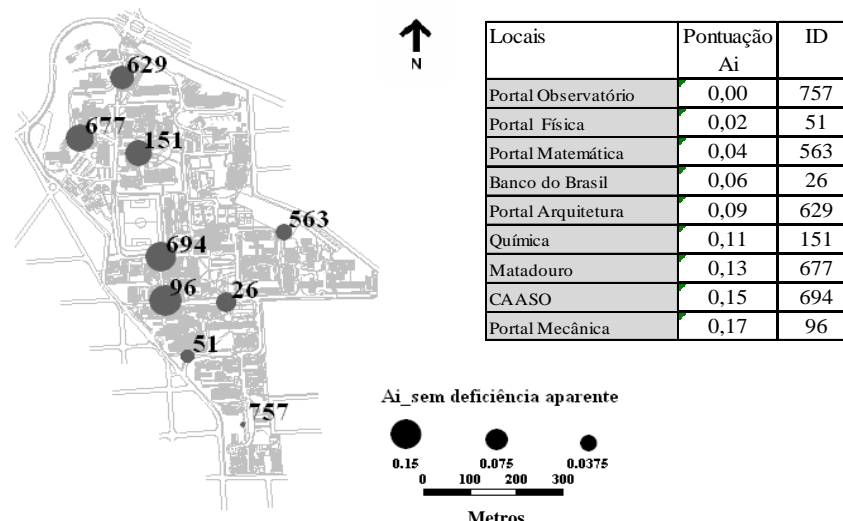 629
677
151
563
694
96
26
51
757
N
Locais Pontuação Ai ID
Portal Observatório 0,00 757
Portal Física 0,02 51
Portal Matemática 0,04 563
Banco do Brasil 0,06 26
Portal Arquitetura 0,09 629
Química 0,11 151
Matadouro 0,13 677
CAASO 0,15 694
Portal Mecânica 0,17 96
Ai_sem deficiência aparente
0.15 0.075 0.0375
0 100 200 300
Metros